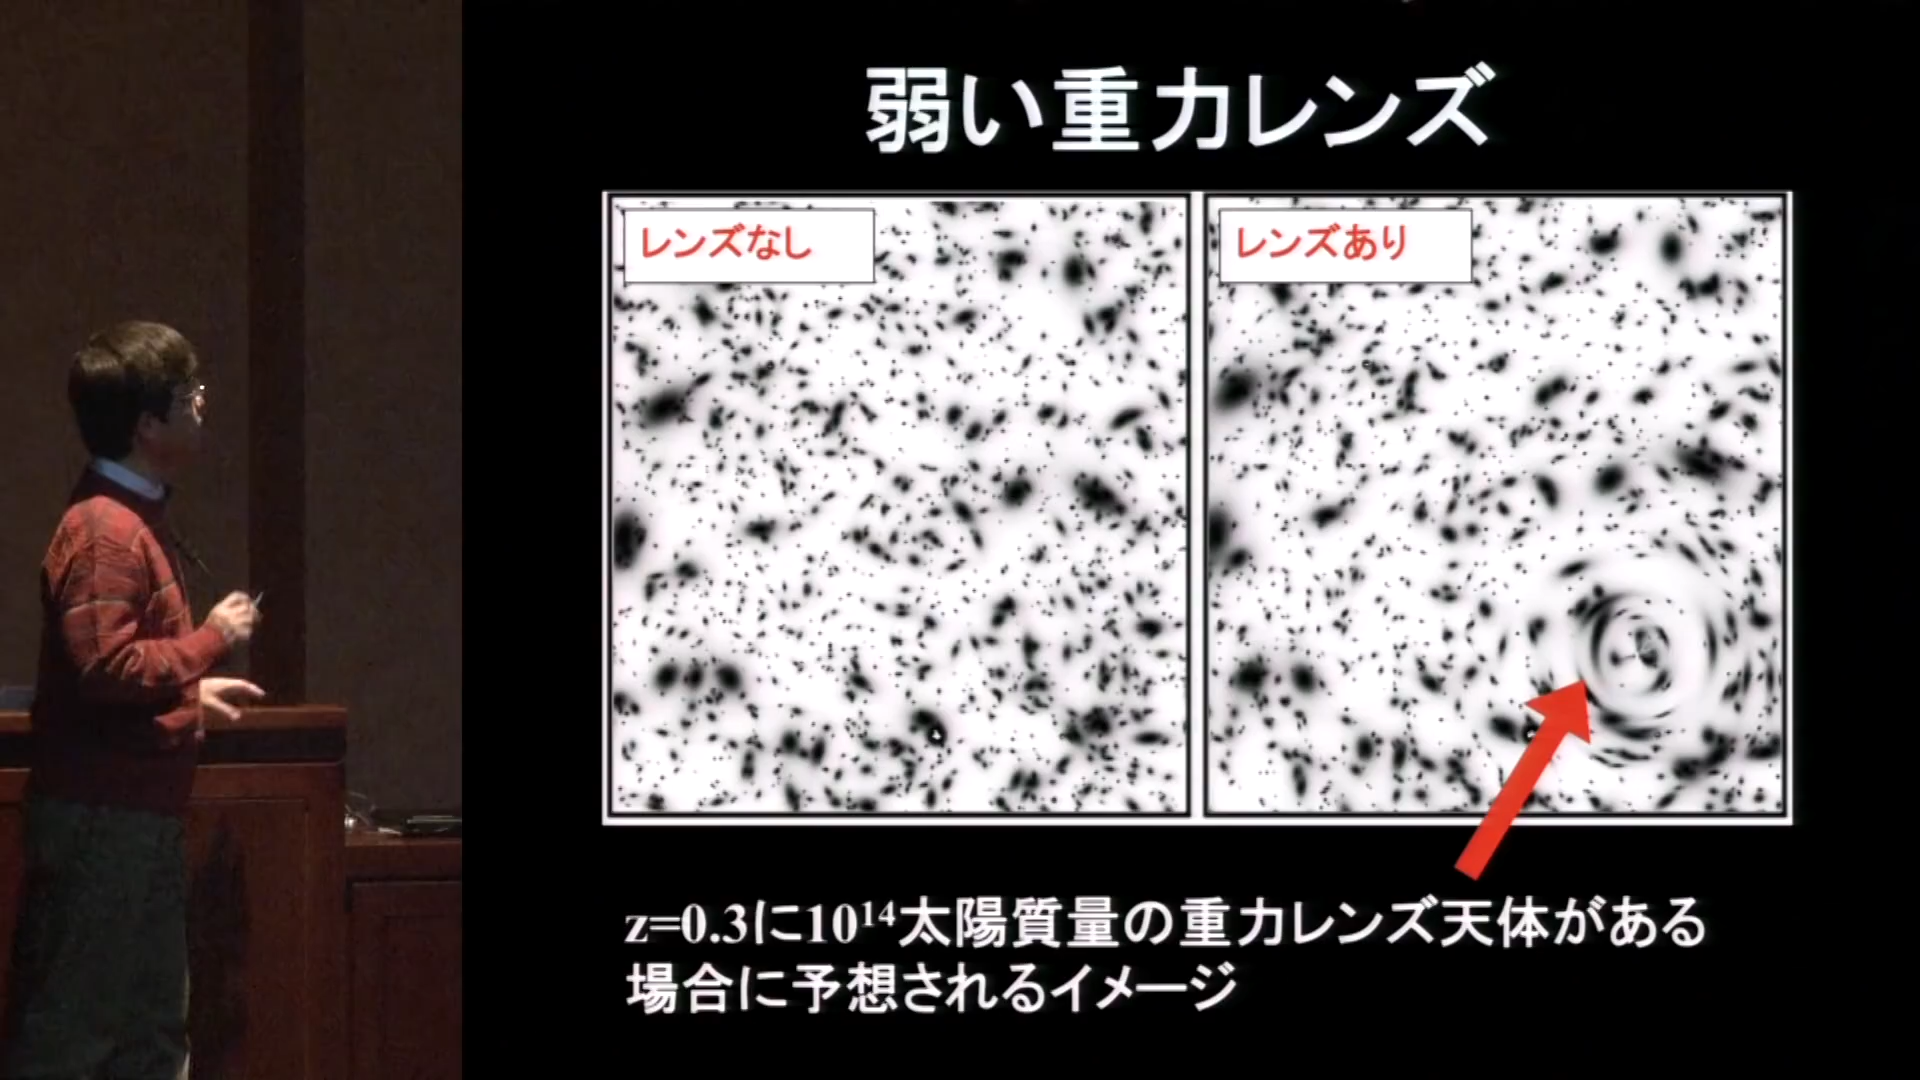 弱い重力レンズ
レンズなし
レンズあり
z=0.3に10¹⁴太陽質量の重力レンズ天体がある
場合に予想されるイメージ